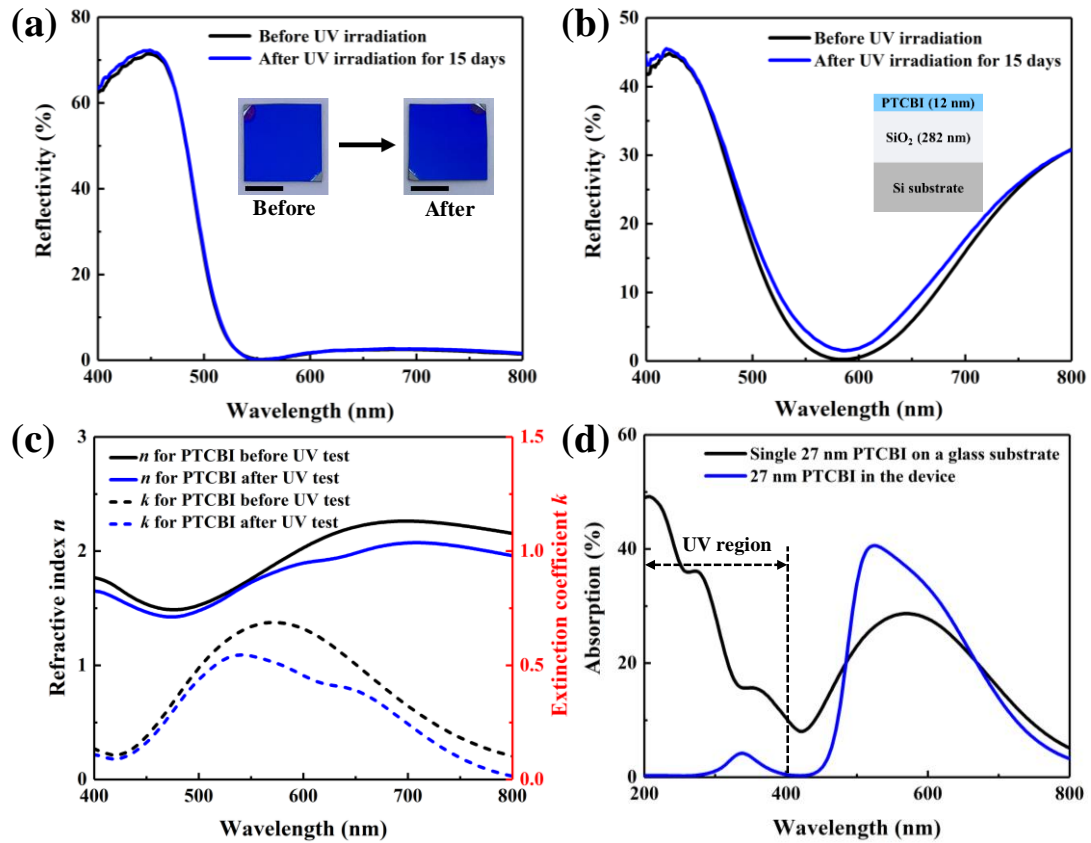 (a)
Before UV irradiation
After UV irradiation for 15 days
Before
After
Reflectivity (%)
80
60
40
20
0
400
500
600
700
800
Wavelength (nm)
(b)
Before UV irradiation
After UV irradiation for 15 days
PTCBI (12 nm)
SiO₂ (282 nm)
Si substrate
Reflectivity (%)
50
40
30
20
10
0
400
500
600
700
800
Wavelength (nm)
(c)
n for PTCBI before UV test
n for PTCBI after UV test
k for PTCBI before UV test
k for PTCBI after UV test
Refractive index n
3
2
1
0
Extinction coefficient k
1.5
1.0
0.5
0.0
400
500
600
700
800
Wavelength (nm)
(d)
Single 27 nm PTCBI on a glass substrate
27 nm PTCBI in the device
UV region
Absorption (%)
60
40
20
0
200
300
400
500
600
700
800
Wavelength (nm)